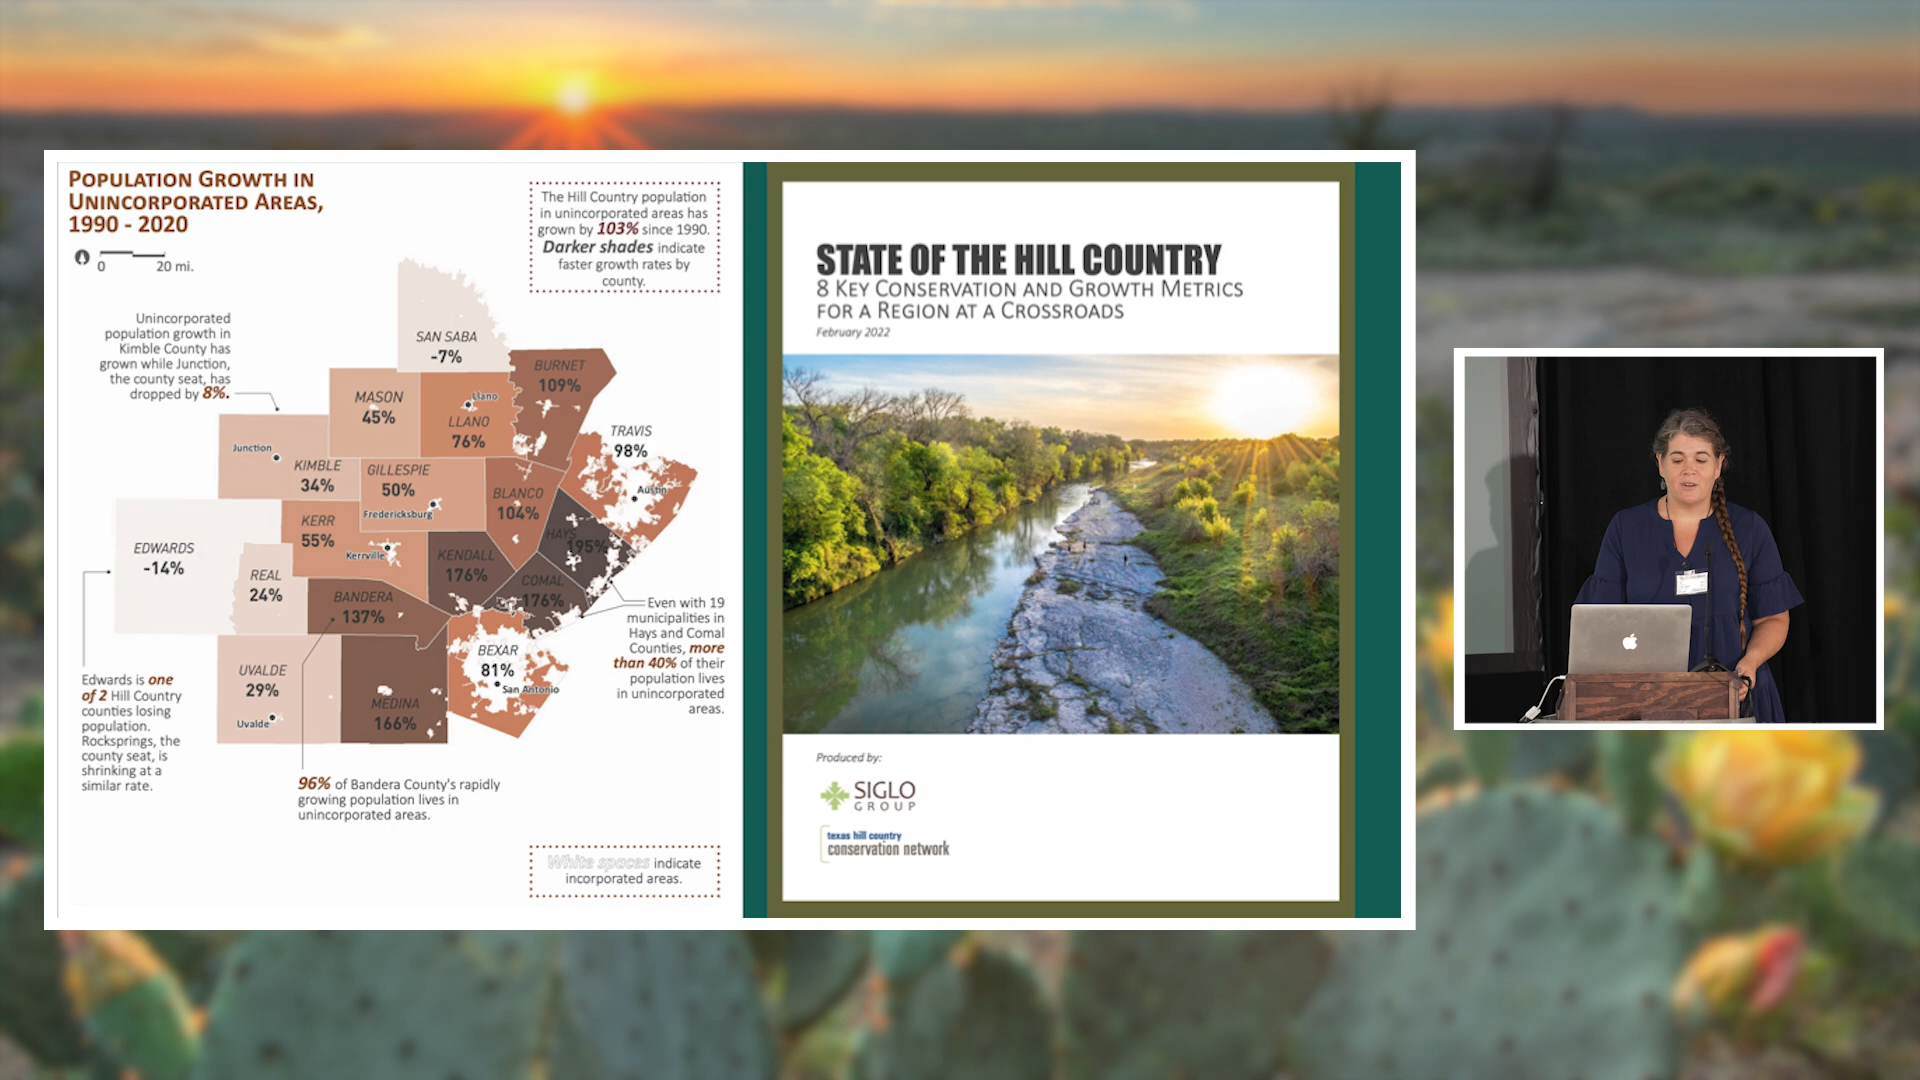 POPULATION GROWTH IN
UNINCORPORATED AREAS,
1990 - 2020
0 20 mi.
The Hill Country population
in unincorporated areas has
grown by 103% since 1990.
Darker shades indicate
faster growth rates by
county.
Unincorporated
population growth in
Kimble County has
grown while Junction,
the county seat, has
dropped by 8%.
SAN SABA
-7%
BURNET
109%
MASON
45%
Llano
LLANO
76%
TRAVIS
98%
Austin
Junction
KIMBLE
34%
GILLESPIE
50%
Fredericksburg
BLANCO
104%
HAYS
195%
KERR
55%
Kerrville
KENDALL
176%
COMAL
176%
EDWARDS
-14%
REAL
24%
BANDERA
137%
BEXAR
81%
San Antonio
UVALDE
29%
Uvalde
MEDINA
166%
Even with 19
municipalities in
Hays and Comal
Counties, more
than 40% of their
population lives
in unincorporated
areas.
Edwards is one
of 2 Hill Country
counties losing
population.
Rocksprings, the
county seat, is
shrinking at a
similar rate.
96% of Bandera County's rapidly
growing population lives in
unincorporated areas.
White spaces indicate
incorporated areas.
STATE OF THE HILL COUNTRY
8 KEY CONSERVATION AND GROWTH METRICS
FOR A REGION AT A CROSSROADS
February 2022
Produced by:
SIGLO
GROUP
texas hill country
conservation network